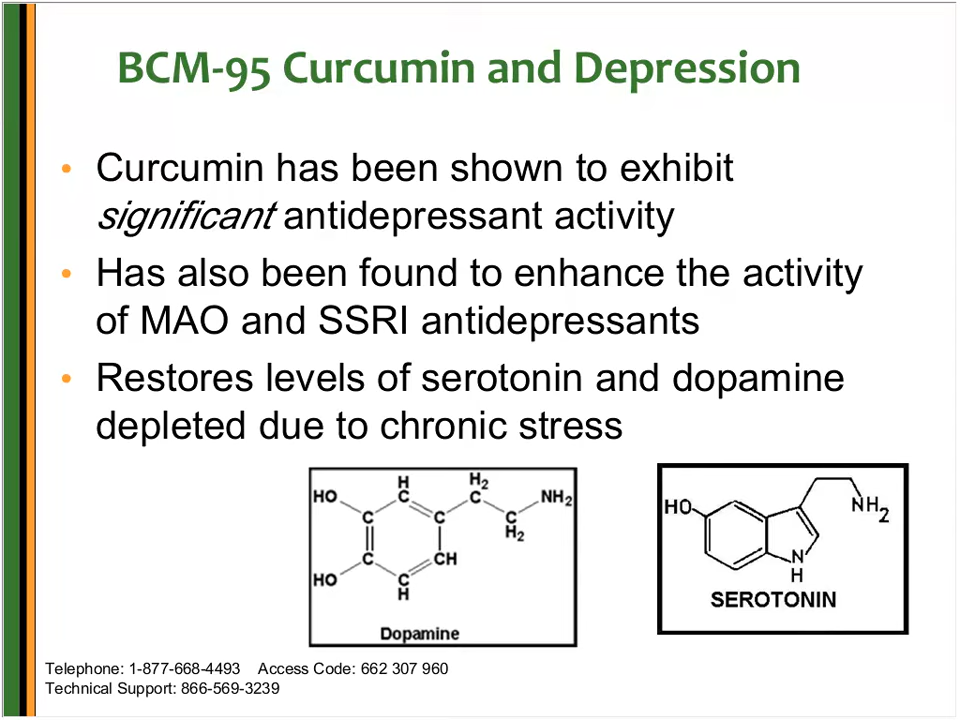 BCM-95 Curcumin and Depression
• Curcumin has been shown to exhibit
significant antidepressant activity
• Has also been found to enhance the activity
of MAO and SSRI antidepressants
• Restores levels of serotonin and dopamine
depleted due to chronic stress
H
HO
C
C
C
C
CH
C
H
HO
H2
C
C
H2
NH2
Dopamine
HO
NH2
N
H
SEROTONIN
Telephone: 1-877-668-4493 Access Code: 662 307 960
Technical Support: 866-569-3239